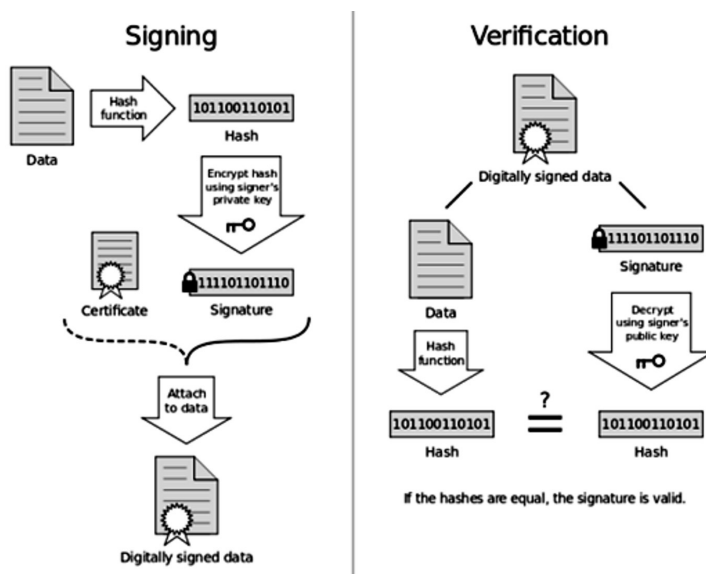 Signing
Hash
function
101100110101
Hash
Data
Encrypt hash
using signer's
private key
111101101110
Certificate
Signature
Attach
to data
Digitally signed data
Verification
Digitally signed data
111101101110
Signature
Data
Decrypt
using signer's
public key
Hash
function
?
101100110101
=
101100110101
Hash
Hash
If the hashes are equal, the signature is valid.